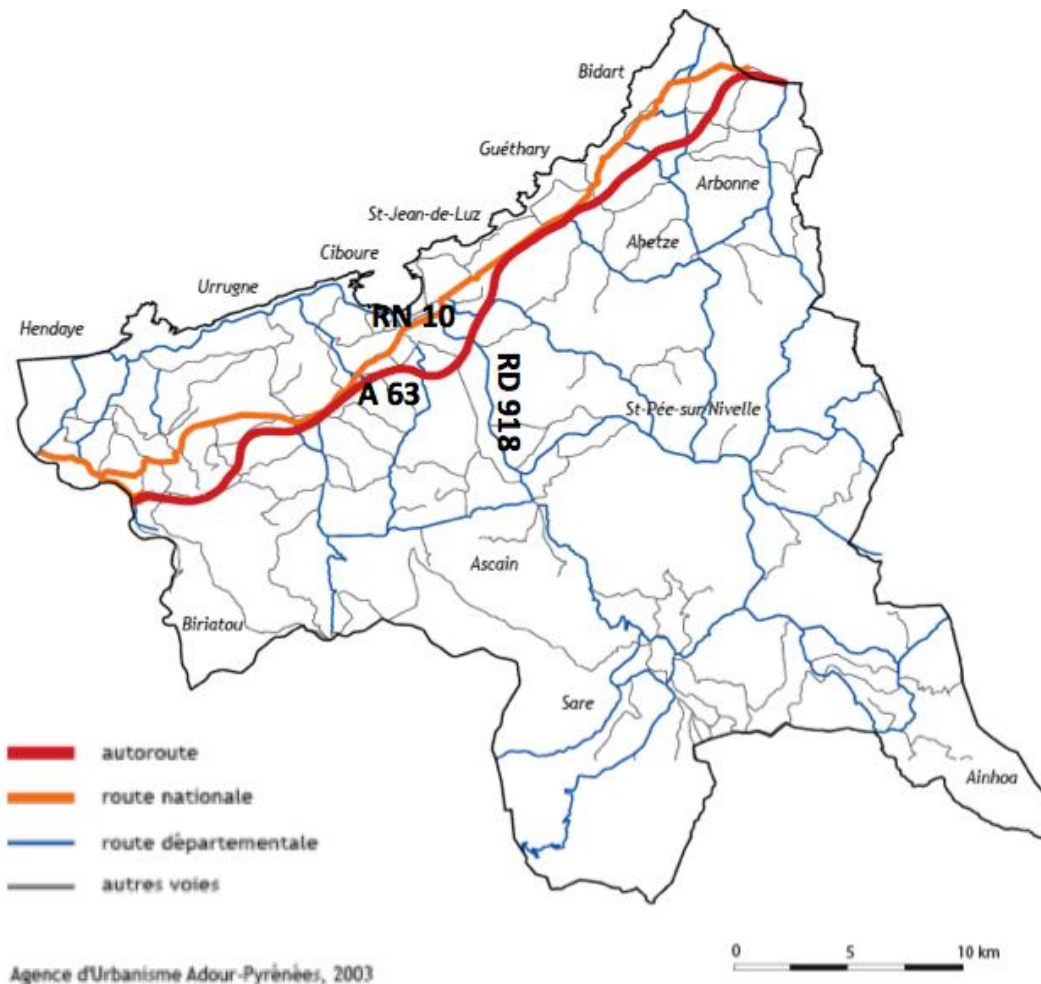 Bidart
Guéthary
Arbonne
St-Jean-de-Luz
Ahetze
Ciboure
Urrugne
Hendaye
RN 10
A 63
RD 918
St-Pée-sur Nivelle
Ascain
Biriatou
Sare
Ainhoa
autoroute
route nationale
route départementale
autres voies
0 5 10 km
Agence d'Urbanisme Adour-Pyrénées, 2003